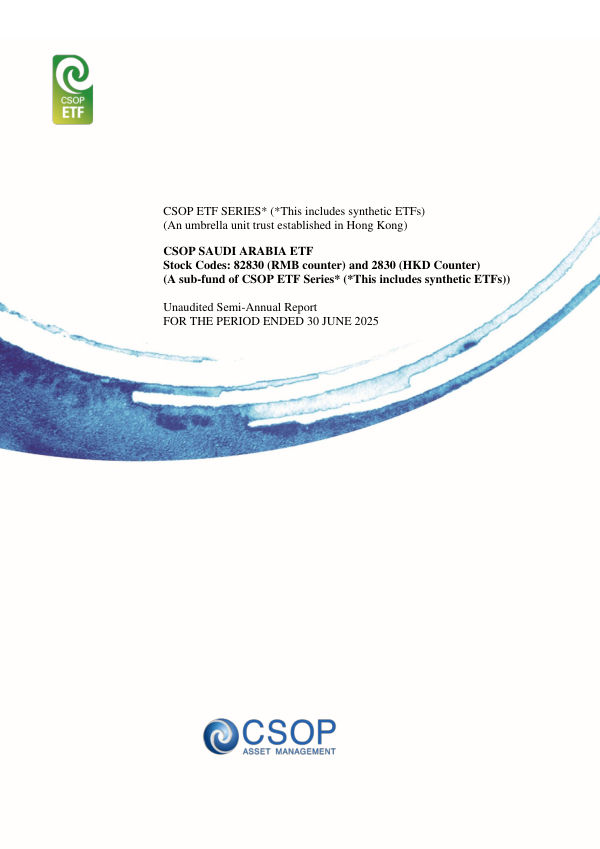 CSOP
ETF
CSOP ETF SERIES* (*This includes synthetic ETFs)
(An umbrella unit trust established in Hong Kong)
CSOP SAUDI ARABIA ETF
Stock Codes: 82830 (RMB counter) and 2830 (HKD Counter)
(A sub-fund of CSOP ETF Series* (*This includes synthetic ETFs))
Unaudited Semi-Annual Report
FOR THE PERIOD ENDED 30 JUNE 2025
CSOP
ASSET MANAGEMENT